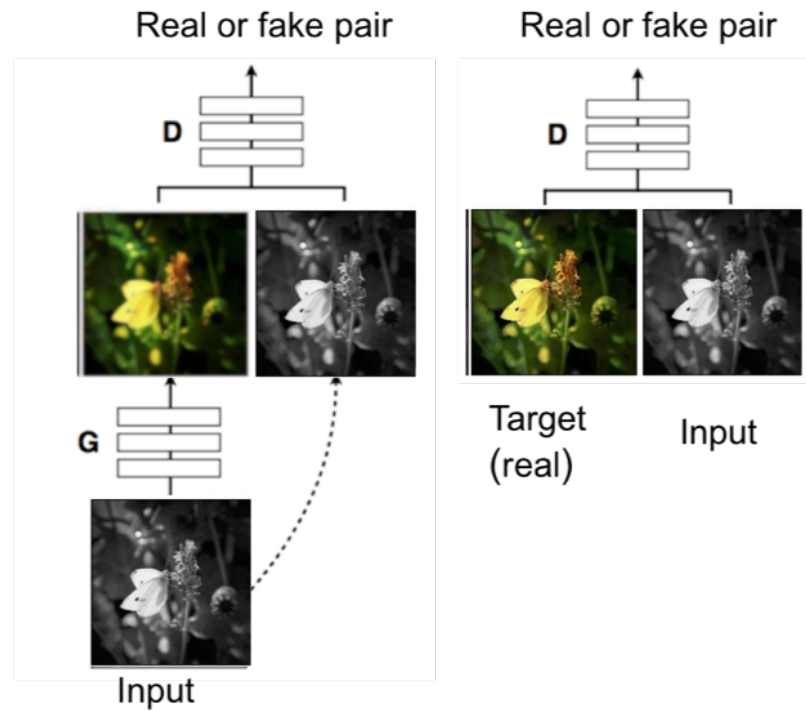 Real or fake pair
Real or fake pair
D
D
G
Target
(real)
Input
Input